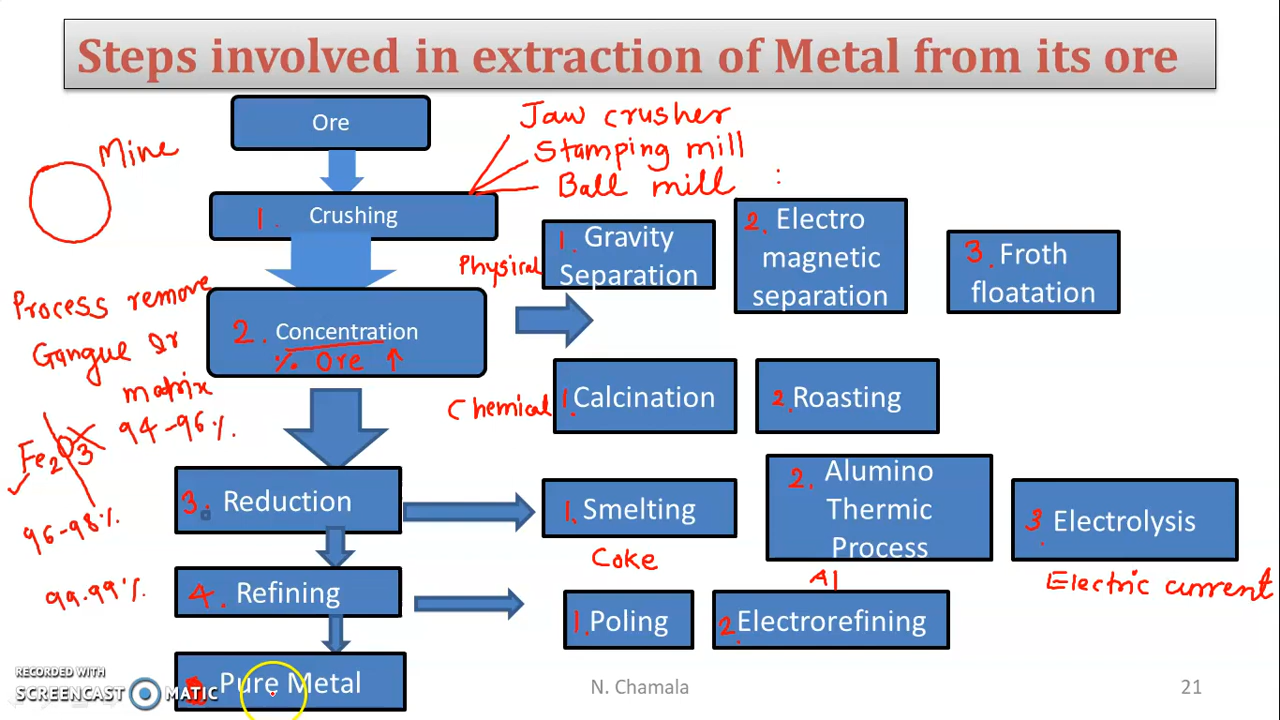 Steps involved in extraction of Metal from its ore
Ore
Mine
Jaw crusher
Stamping mill
Ball mill :
1. Crushing
Physical
1. Gravity
Separation
2. Electro
magnetic
separation
3. Froth
floatation
Process remove
Gangue or
matrix
94-96%.
2. Concentration
% Ore ↑
Chemical
1. Calcination
2. Roasting
Fe2O3
96-98%
3. Reduction
1. Smelting
Coke
2. Alumino
Thermic
Process
Al
3. Electrolysis
Electric current
99.99%.
4. Refining
1. Poling
2. Electrorefining
Pure Metal
RECORDED WITH
SCREENCAST MATIC
N. Chamala
21